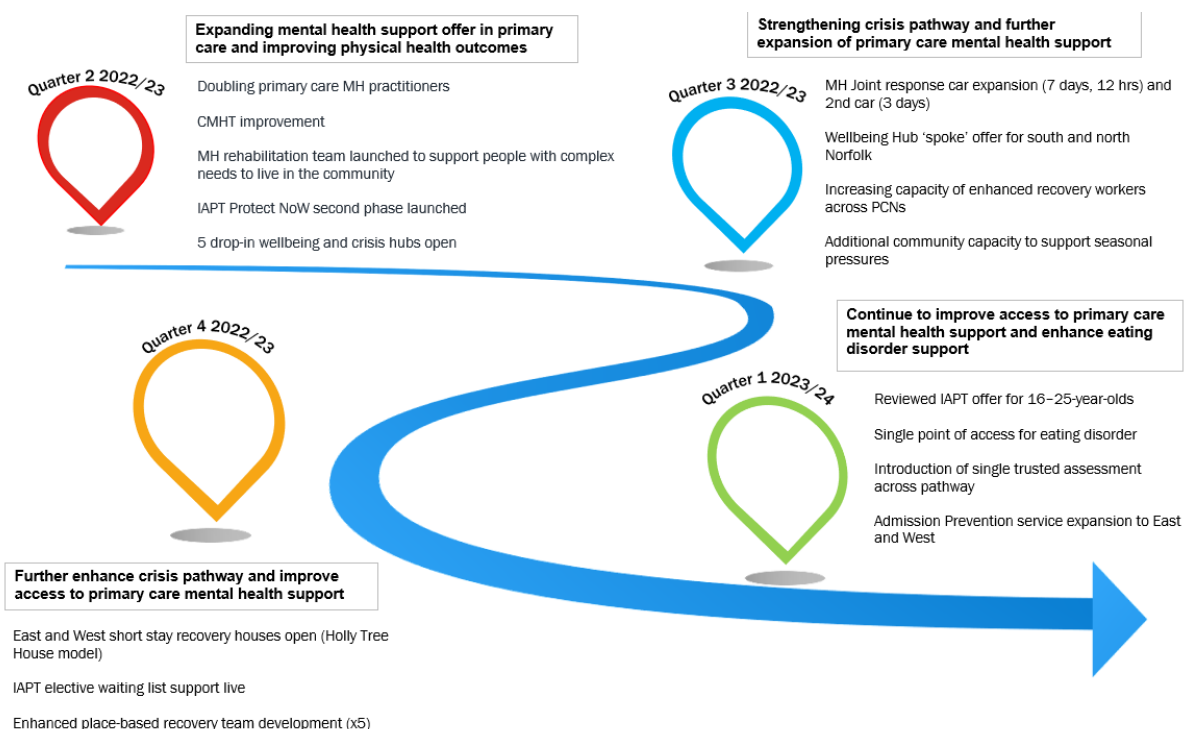 Quarter 2 2022/23
Expanding mental health support offer in primary
care and improving physical health outcomes
Doubling primary care MH practitioners
CMHT improvement
MH rehabilitation team launched to support people with complex
needs to live in the community
IAPT Protect NoW second phase launched
5 drop-in wellbeing and crisis hubs open
Quarter 3 2022/23
Strengthening crisis pathway and further
expansion of primary care mental health support
MH Joint response car expansion (7 days, 12 hrs) and
2nd car (3 days)
Wellbeing Hub ‘spoke’ offer for south and north
Norfolk
Increasing capacity of enhanced recovery workers
across PCNs
Additional community capacity to support seasonal
pressures
Quarter 4 2022/23
Further enhance crisis pathway and improve
access to primary care mental health support
East and West short stay recovery houses open (Holly Tree
House model)
IAPT elective waiting list support live
Enhanced place-based recovery team development (x5)
Quarter 1 2023/24
Continue to improve access to primary care
mental health support and enhance eating
disorder support
Reviewed IAPT offer for 16–25-year-olds
Single point of access for eating disorder
Introduction of single trusted assessment
across pathway
Admission Prevention service expansion to East
and West